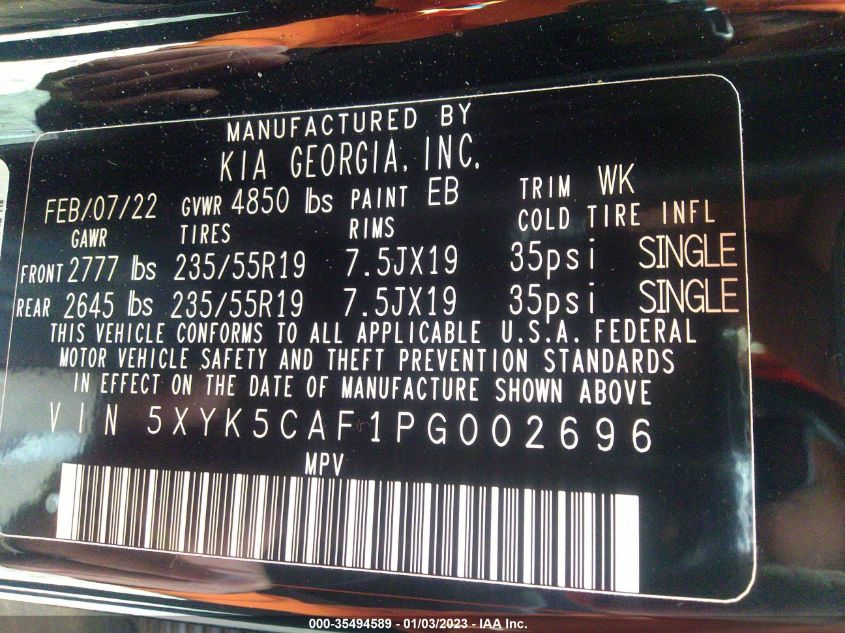 MANUFACTURED BY
KIA GEORGIA, INC.
FEB/07/22 GVWR 4850 lbs PAINT EB TRIM WK
GAWR TIRES RIMS COLD TIRE INFL
FRONT 2777 lbs 235/55R19 7.5JX19 35psi SINGLE
REAR 2645 lbs 235/55R19 7.5JX19 35psi SINGLE
THIS VEHICLE CONFORMS TO ALL APPLICABLE U.S.A. FEDERAL
MOTOR VEHICLE SAFETY AND THEFT PREVENTION STANDARDS
IN EFFECT ON THE DATE OF MANUFACTURE SHOWN ABOVE
VIN 5XYK5CAF1PG002696
MPV
000-35494589 - 01/03/2023 - IAA Inc.